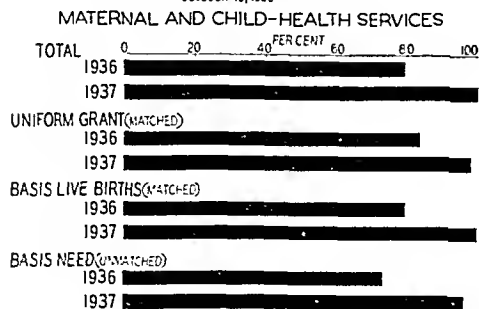 MATERNAL AND CHILD-HEALTH SERVICES
PER CENT
TOTAL 0 20 40 60 80 100
1936
1937
UNIFORM GRANT (MATCHED)
1936
1937
BASIS LIVE BIRTHS (MATCHED)
1936
1937
BASIS NEED (UNMATCHED)
1936
1937